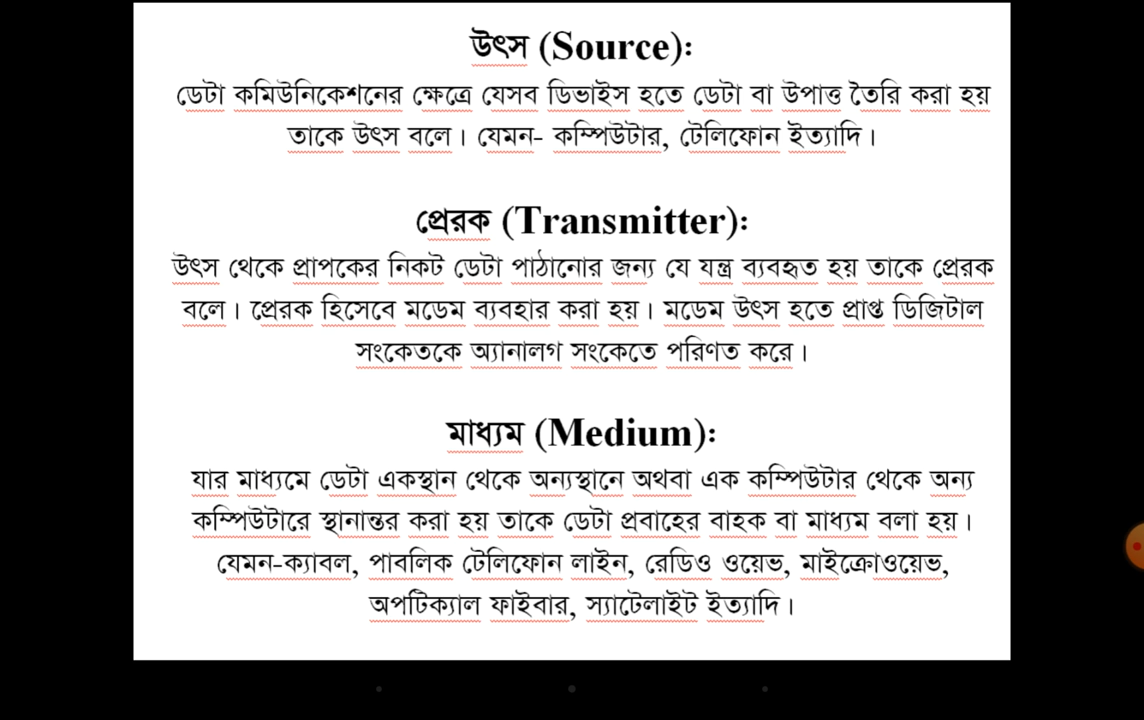 উৎস (Source):
ডেটা কমিউনিকেশনের ক্ষেত্রে যেসব ডিভাইস হতে ডেটা বা উপাত্ত তৈরি করা হয়
তাকে উৎস বলে। যেমন- কম্পিউটার, টেলিফোন ইত্যাদি।
প্রেরক (Transmitter):
উৎস থেকে প্রাপকের নিকট ডেটা পাঠানোর জন্য যে যন্ত্র ব্যবহৃত হয় তাকে প্রেরক
বলে। প্রেরক হিসেবে মডেম ব্যবহার করা হয়। মডেম উৎস হতে প্রাপ্ত ডিজিটাল
সংকেতকে অ্যানালগ সংকেতে পরিণত করে।
মাধ্যম (Medium):
যার মাধ্যমে ডেটা একস্থান থেকে অন্যস্থানে অথবা এক কম্পিউটার থেকে অন্য
কম্পিউটারে স্থানান্তর করা হয় তাকে ডেটা প্রবাহের বাহক বা মাধ্যম বলা হয়।
যেমন-ক্যাবল, পাবলিক টেলিফোন লাইন, রেডিও ওয়েভ, মাইক্রোওয়েভ,
অপটিক্যাল ফাইবার, স্যাটেলাইট ইত্যাদি।